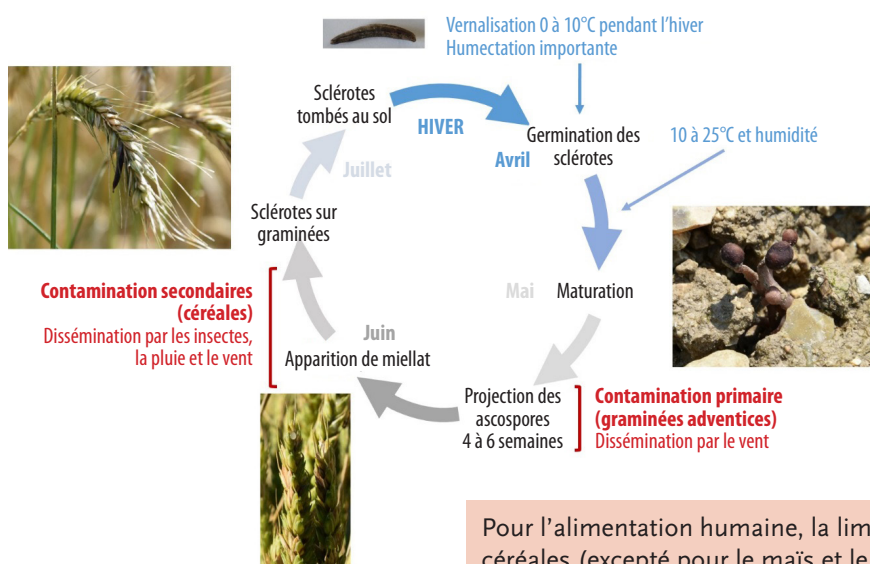 Vernalisation 0 à 10°C pendant l’hiver
Humectation importante
Sclérotes
tombés au sol
HIVER
Avril
Germination des
sclérotes
10 à 25°C et humidité
Juillet
Sclérotes sur
graminées
Mai
Maturation
Contamination secondaires
(céréales)
Dissémination par les insectes,
la pluie et le vent
Juin
Apparition de miellat
Projection des
ascospores
4 à 6 semaines
Contamination primaire
(graminées adventices)
Dissémination par le vent
Pour l’alimentation humaine, la lim
céréales (excepté pour le maïs et le